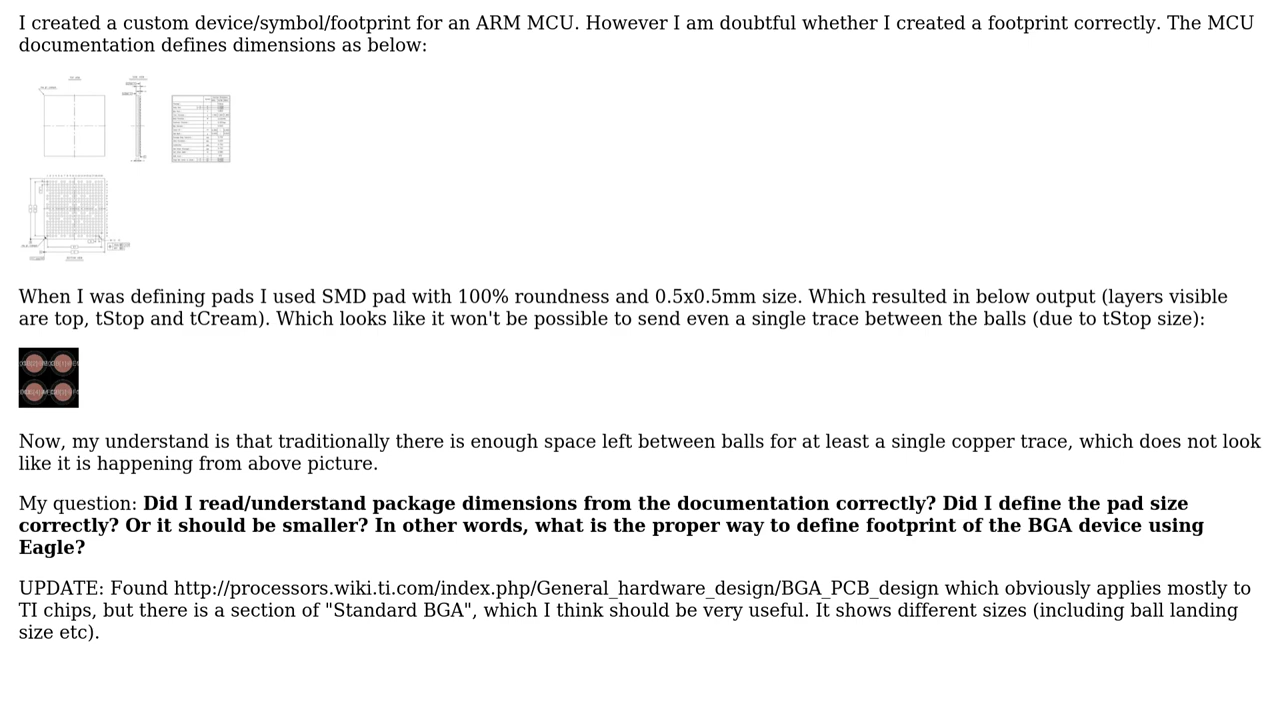 I created a custom device/symbol/footprint for an ARM MCU. However I am doubtful whether I created a footprint correctly. The MCU
documentation defines dimensions as below:
When I was defining pads I used SMD pad with 100% roundness and 0.5x0.5mm size. Which resulted in below output (layers visible
are top, tStop and tCream). Which looks like it won't be possible to send even a single trace between the balls (due to tStop size):
Now, my understand is that traditionally there is enough space left between balls for at least a single copper trace, which does not look
like it is happening from above picture.
My question: Did I read/understand package dimensions from the documentation correctly? Did I define the pad size
correctly? Or it should be smaller? In other words, what is the proper way to define footprint of the BGA device using
Eagle?
UPDATE: Found http://processors.wiki.ti.com/index.php/General_hardware_design/BGA_PCB_design which obviously applies mostly to
TI chips, but there is a section of "Standard BGA", which I think should be very useful. It shows different sizes (including ball landing
size etc).